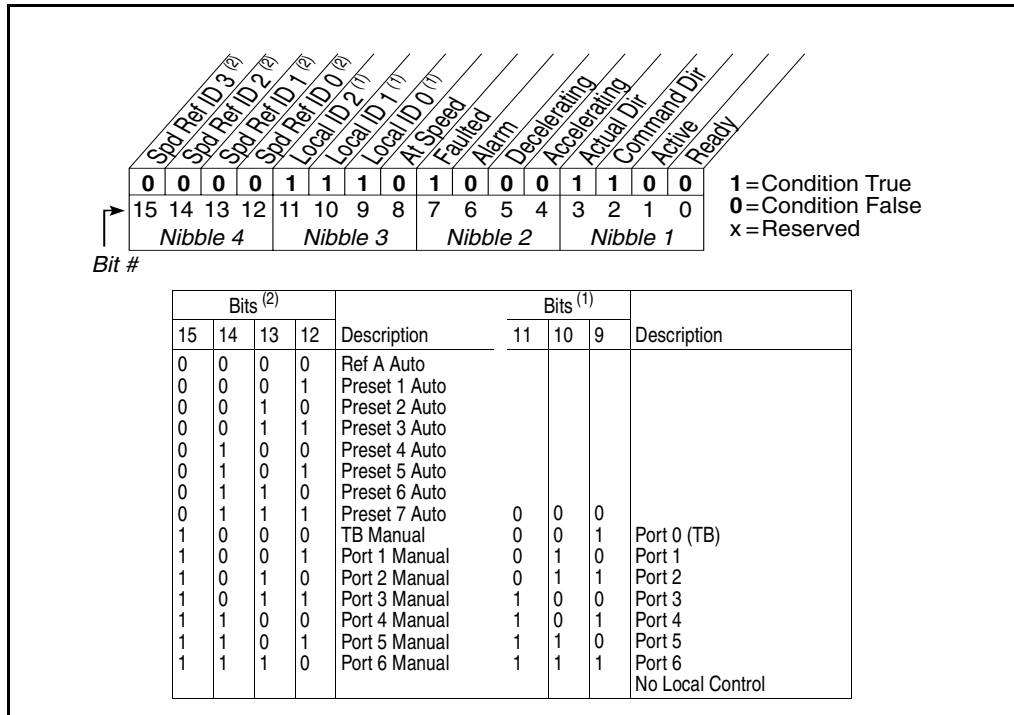 Spd Ref ID 3 (2)
Spd Ref ID 2 (2)
Spd Ref ID 1 (2)
Spd Ref ID 0 (2)
Local ID 2 (1)
Local ID 1 (1)
Local ID 0 (1)
At Speed
Faulted
Alarm
Decelerating
Accelerating
Actual Dir
Command Dir
Active
Ready
0 0 0 0 1 1 1 0 1 0 0 0 1 1 0 0
15 14 13 12 11 10 9 8 7 6 5 4 3 2 1 0
Nibble 4 Nibble 3 Nibble 2 Nibble 1
Bit #
1=Condition True
0=Condition False
x=Reserved
Bits (2) Bits (1)
15 14 13 12 Description 11 10 9 Description
0 0 0 0 Ref A Auto
0 0 0 1 Preset 1 Auto
0 0 1 0 Preset 2 Auto
0 0 1 1 Preset 3 Auto
0 1 0 0 Preset 4 Auto
0 1 0 1 Preset 5 Auto
0 1 1 0 Preset 6 Auto
0 1 1 1 Preset 7 Auto 0 0 0
1 0 0 0 TB Manual 0 0 1 Port 0 (TB)
1 0 0 1 Port 1 Manual 0 1 0 Port 1
1 0 1 0 Port 2 Manual 0 1 1 Port 2
1 0 1 1 Port 3 Manual 1 0 0 Port 3
1 1 0 0 Port 4 Manual 1 0 1 Port 4
1 1 0 1 Port 5 Manual 1 1 0 Port 5
1 1 1 0 Port 6 Manual 1 1 1 Port 6
No Local Control